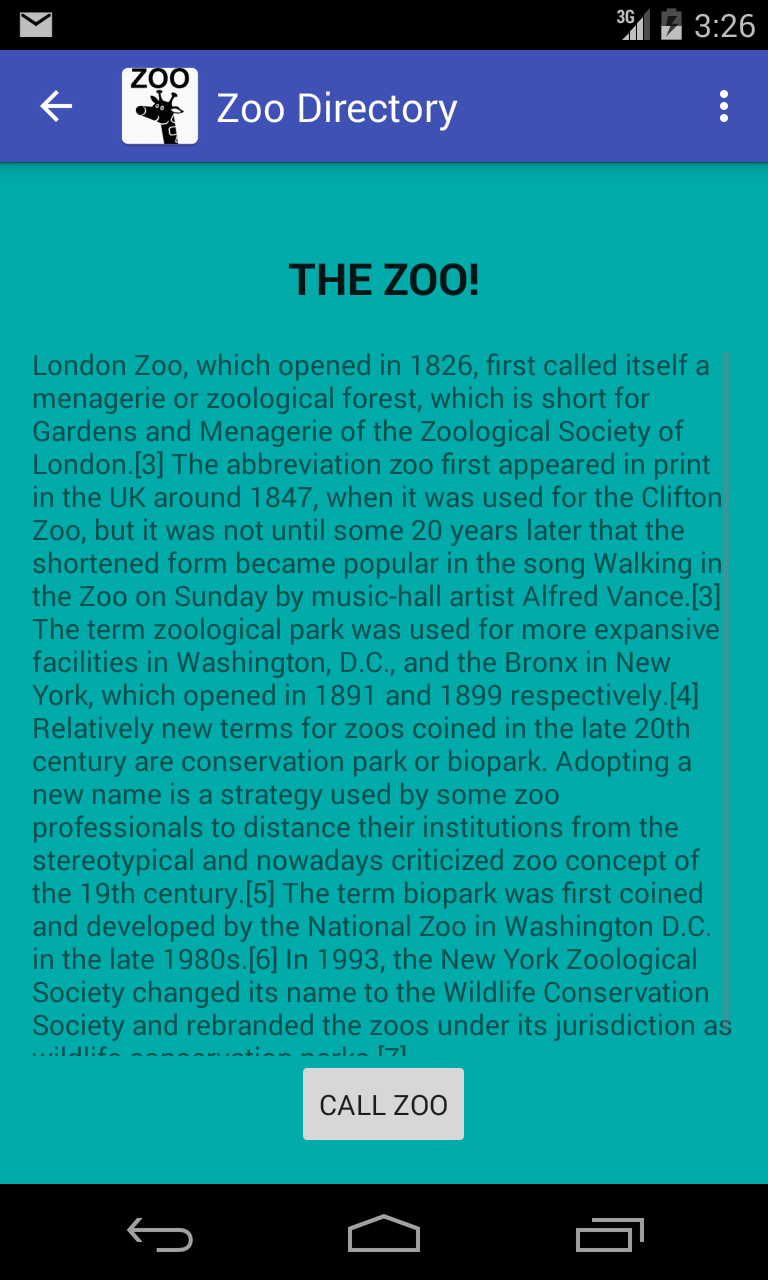 3G 3:26
ZOO
Zoo Directory
THE ZOO!
London Zoo, which opened in 1826, first called itself a
menagerie or zoological forest, which is short for
Gardens and Menagerie of the Zoological Society of
London.[3] The abbreviation zoo first appeared in print
in the UK around 1847, when it was used for the Clifton
Zoo, but it was not until some 20 years later that the
shortened form became popular in the song Walking in
the Zoo on Sunday by music-hall artist Alfred Vance.[3]
The term zoological park was used for more expansive
facilities in Washington, D.C., and the Bronx in New
York, which opened in 1891 and 1899 respectively.[4]
Relatively new terms for zoos coined in the late 20th
century are conservation park or biopark. Adopting a
new name is a strategy used by some zoo
professionals to distance their institutions from the
stereotypical and nowadays criticized zoo concept of
the 19th century.[5] The term biopark was first coined
and developed by the National Zoo in Washington D.C.
in the late 1980s.[6] In 1993, the New York Zoological
Society changed its name to the Wildlife Conservation
Society and rebranded the zoos under its jurisdiction as
wildlife conservation parks.[7]
CALL ZOO